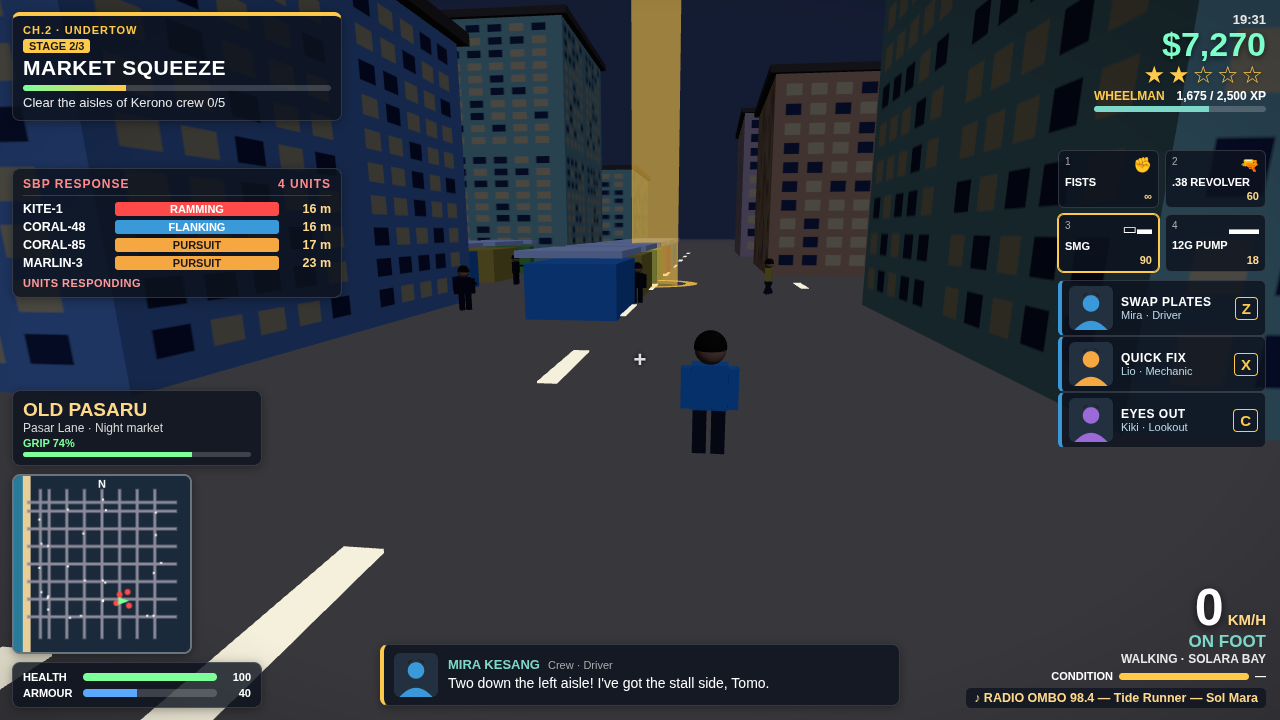 CH.2 · UNDERTOW
STAGE 2/3
MARKET SQUEEZE
Clear the aisles of Kerono crew 0/5
SBP RESPONSE 4 UNITS
KITE-1 RAMMING 16 m
CORAL-48 FLANKING 16 m
CORAL-85 PURSUIT 17 m
MARLIN-3 PURSUIT 23 m
UNITS RESPONDING
OLD PASARU
Pasar Lane · Night market
GRIP 74%
N
HEALTH 100
ARMOUR 40
19:31
$7,270
★★☆☆☆
WHEELMAN 1,675 / 2,500 XP
1 FISTS ∞
2 .38 REVOLVER 60
3 SMG 90
4 12G PUMP 18
SWAP PLATES
Mira · Driver
Z
QUICK FIX
Lio · Mechanic
X
EYES OUT
Kiki · Lookout
C
MIRA KESANG Crew · Driver
Two down the left aisle! I've got the stall side, Tomo.
0 KM/H
ON FOOT
WALKING · SOLARA BAY
CONDITION —
♪ RADIO OMBO 98.4 — Tide Runner — Sol Mara